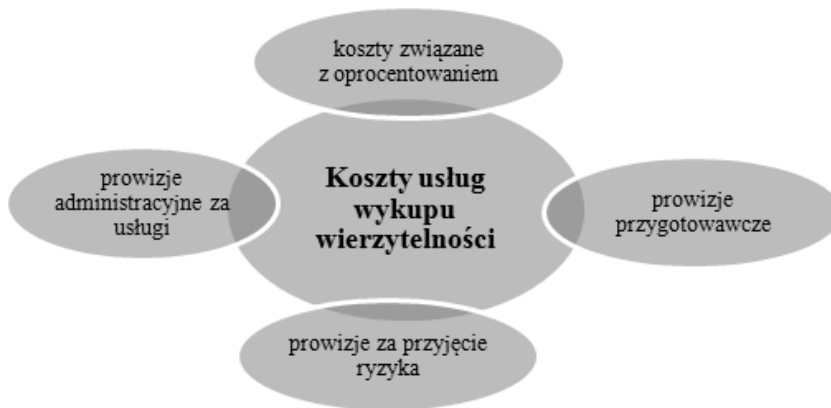 koszty związane
z oprocentowaniem
prowizje
administracyjne za
usługi
Koszty usług
wykupu
wierzytelności
prowizje
przygotowawcze
prowizje za przyjęcie
ryzyka